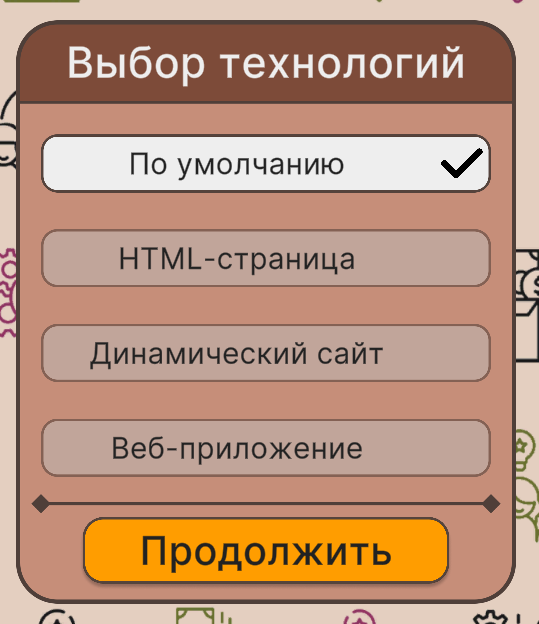 Выбор технологий
По умолчанию
HTML-страница
Динамический сайт
Веб-приложение
Продолжить